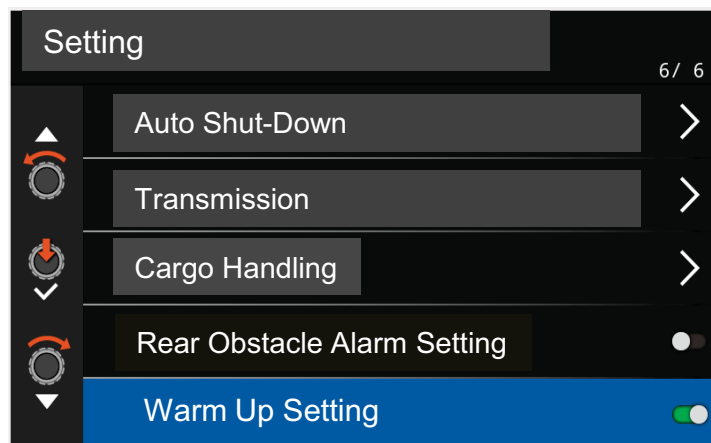 Setting
6/ 6
Auto Shut-Down
Transmission
Cargo Handling
Rear Obstacle Alarm Setting
Warm Up Setting